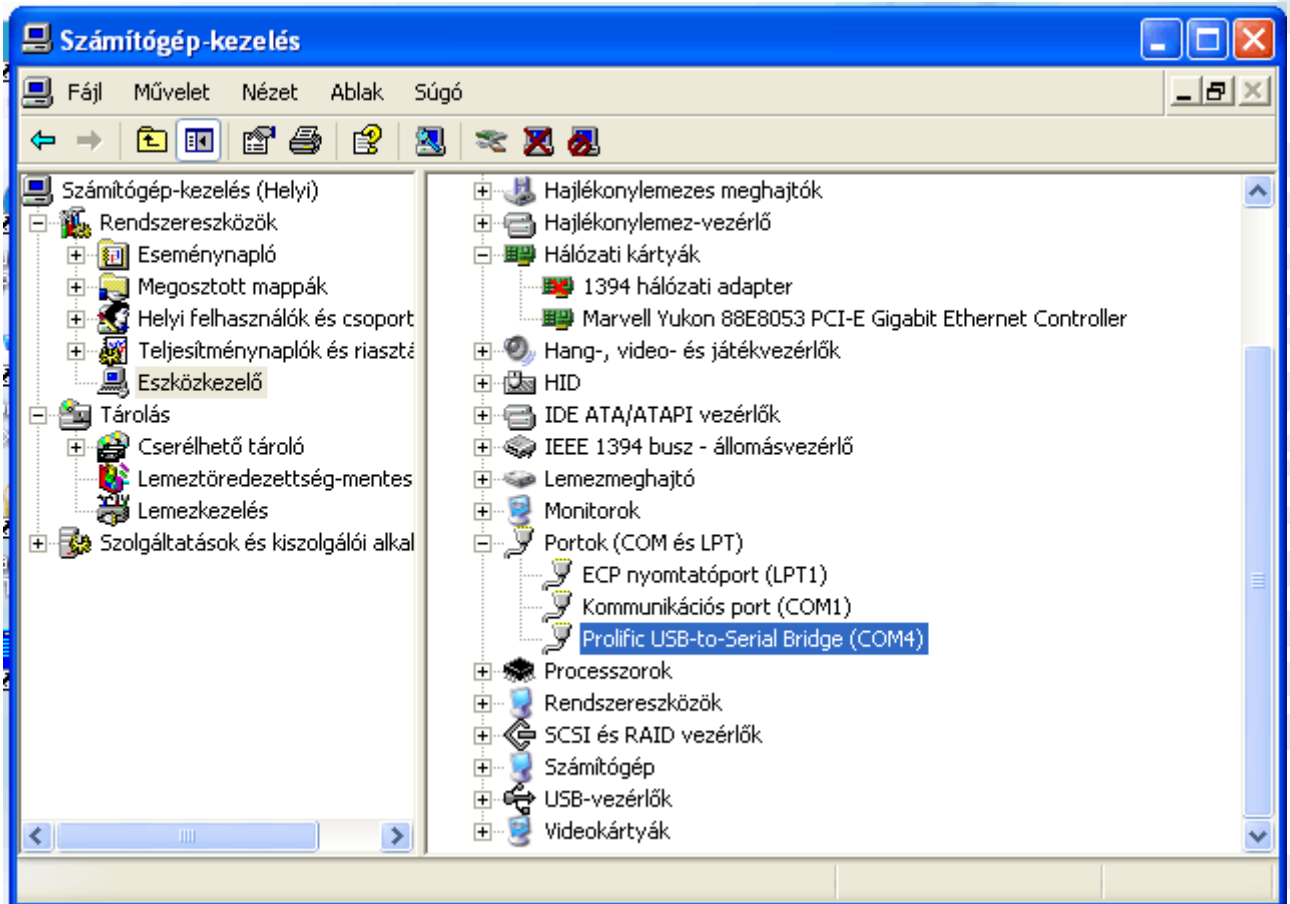 Számítógép-kezelés
Fájl Művelet Nézet Ablak Súgó
Számítógép-kezelés (Helyi)
Rendszereszközök
Eseménynapló
Megosztott mappák
Helyi felhasználók és csoport
Teljesítménynaplók és riasztá
Eszközkezelő
Tárolás
Cserélhető tároló
Lemeztöredezettség-mentes
Lemezkezelés
Szolgáltatások és kiszolgálói alkal
Hajlékonylemezes meghajtók
Hajlékonylemez-vezérlő
Hálózati kártyák
1394 hálózati adapter
Marvell Yukon 88E8053 PCI-E Gigabit Ethernet Controller
Hang-, video- és játékvezérlők
HID
IDE ATA/ATAPI vezérlők
IEEE 1394 busz - állomásvezérlő
Lemezmeghajtó
Monitorok
Portok (COM és LPT)
ECP nyomtatóport (LPT1)
Kommunikációs port (COM1)
Prolific USB-to-Serial Bridge (COM4)
Processzorok
Rendszereszközök
SCSI és RAID vezérlők
Számítógép
USB-vezérlők
Videokártyák